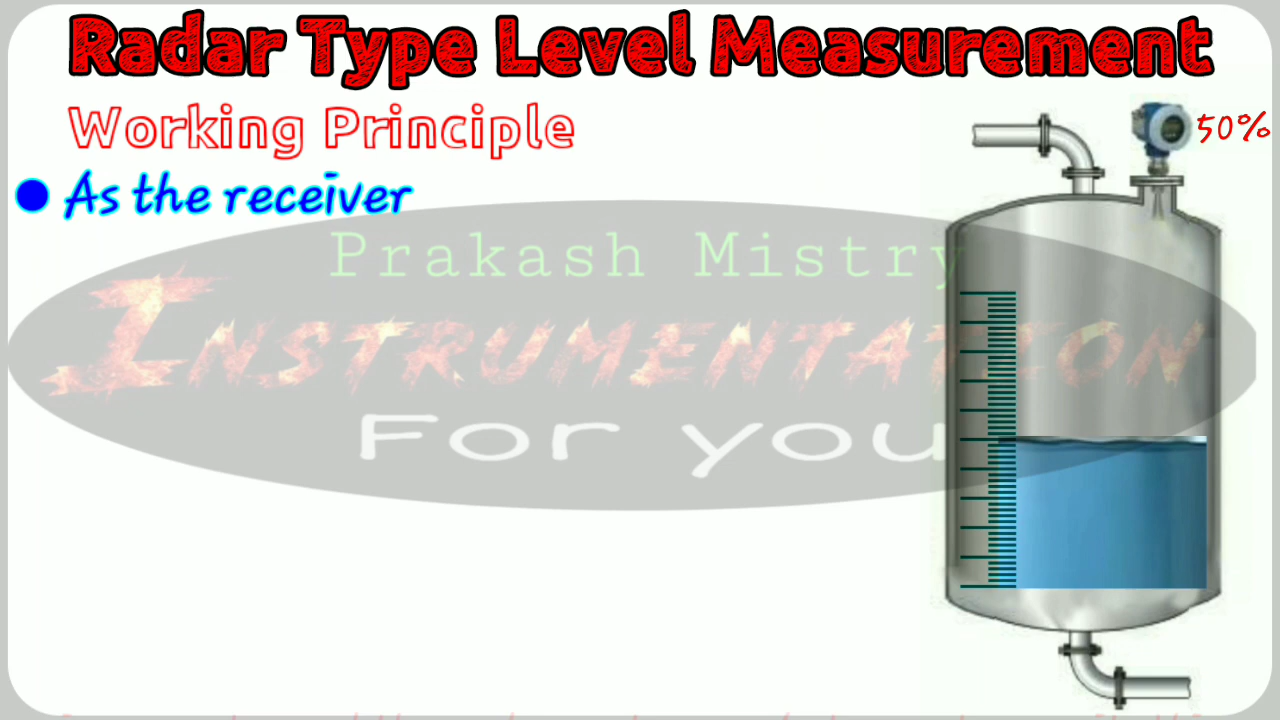 Radar Type Level Measurement
Working Principle
50%
● As the receiver
Prakash Mistry
INSTRUMENTATION
For you